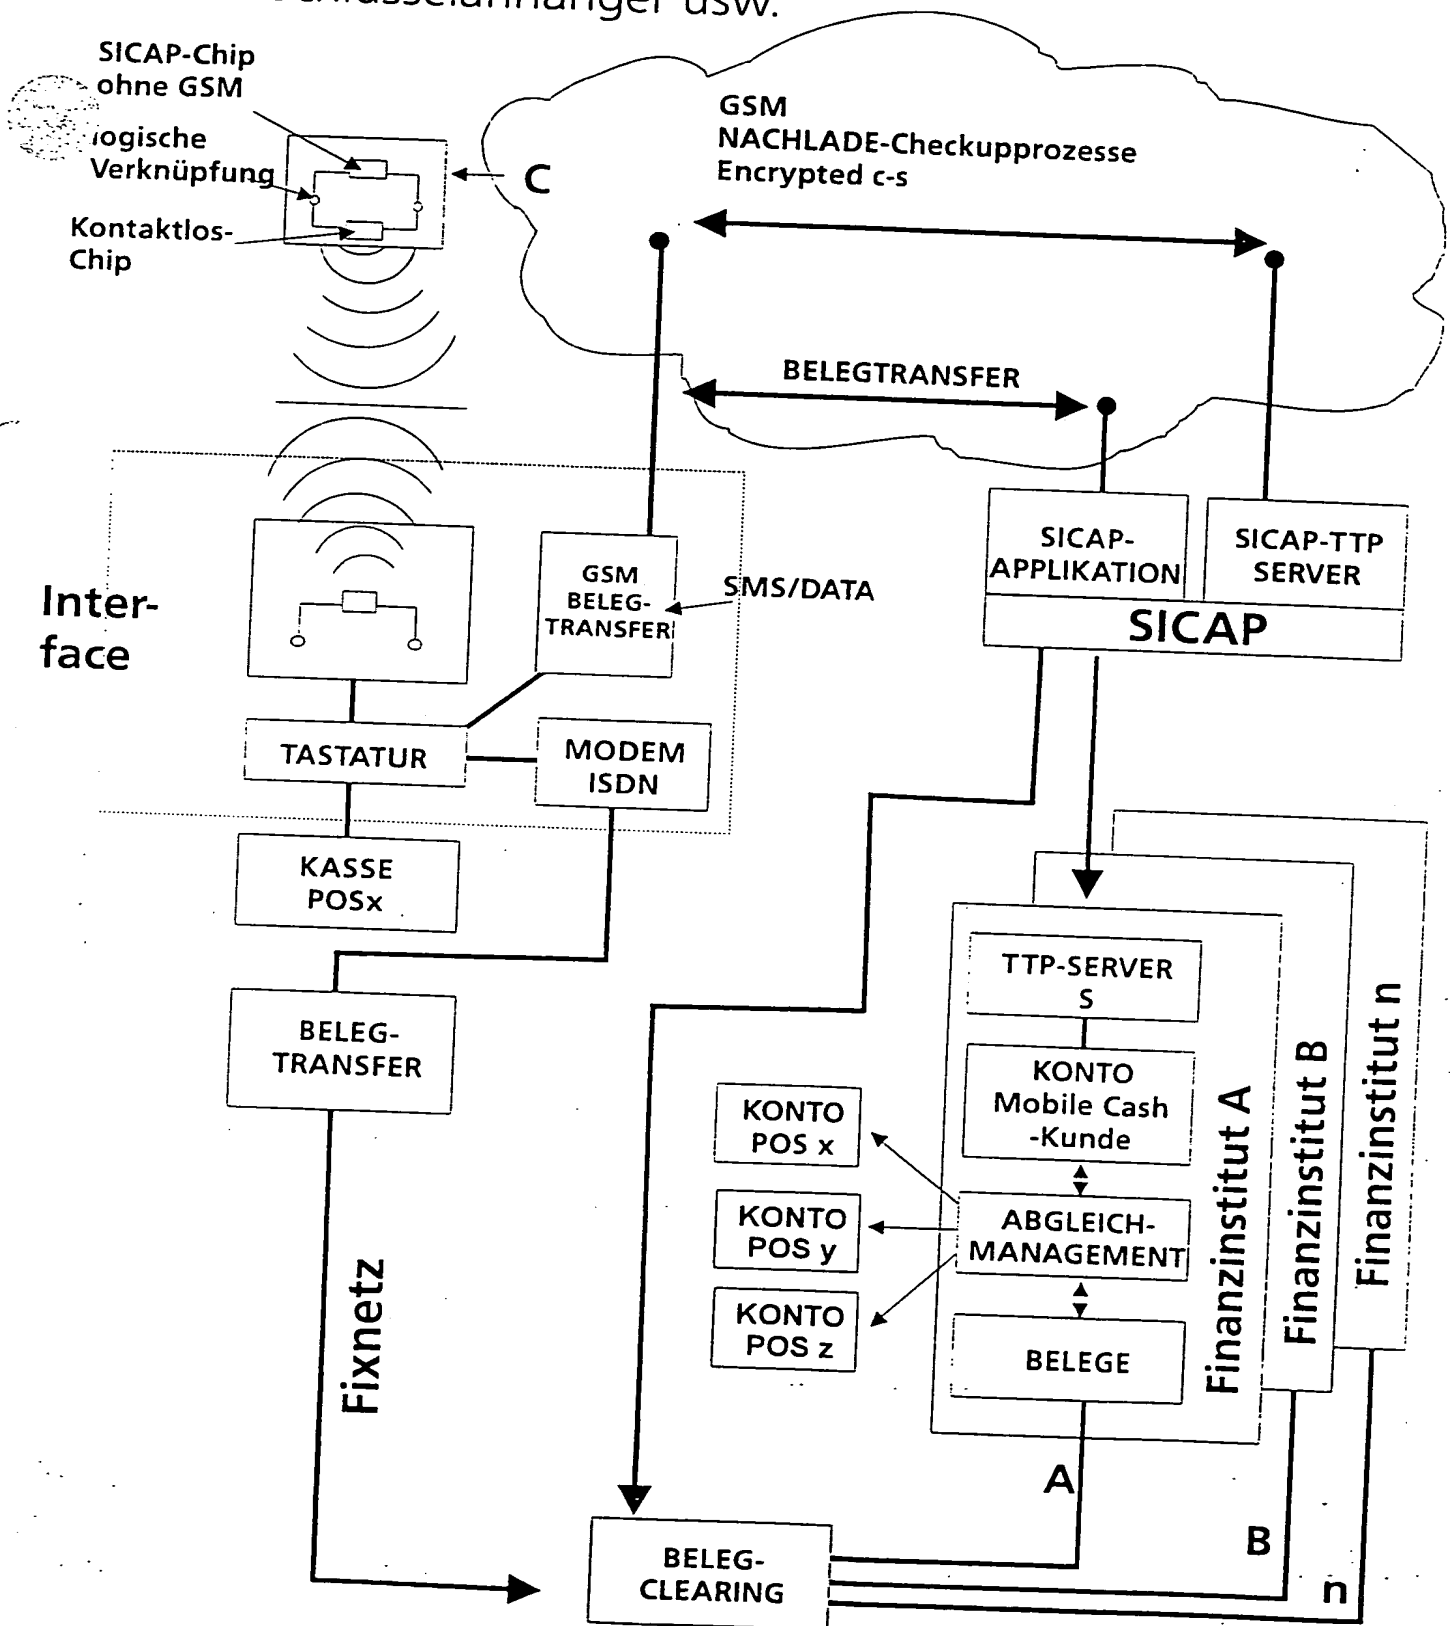 usw.
SICAP-Chip
ohne GSM
logische
Verknüpfung
Kontaktlos-
Chip
C
GSM
NACHLADE-Checkupprozesse
Encrypted c-s
BELEGTRANSFER
Inter-
face
GSM
BELEG-
TRANSFER
SMS/DATA
SICAP-
APPLIKATION
SICAP-TTP
SERVER
SICAP
TASTATUR
MODEM
ISDN
KASSE
POSx
BELEG-
TRANSFER
Fixnetz
TTP-SERVER
S
KONTO
Mobile Cash
-Kunde
KONTO
POS x
KONTO
POS y
KONTO
POS z
ABGLEICH-
MANAGEMENT
BELEGE
Finanzinstitut A
Finanzinstitut B
Finanzinstitut n
A
B
n
BELEG-
CLEARING